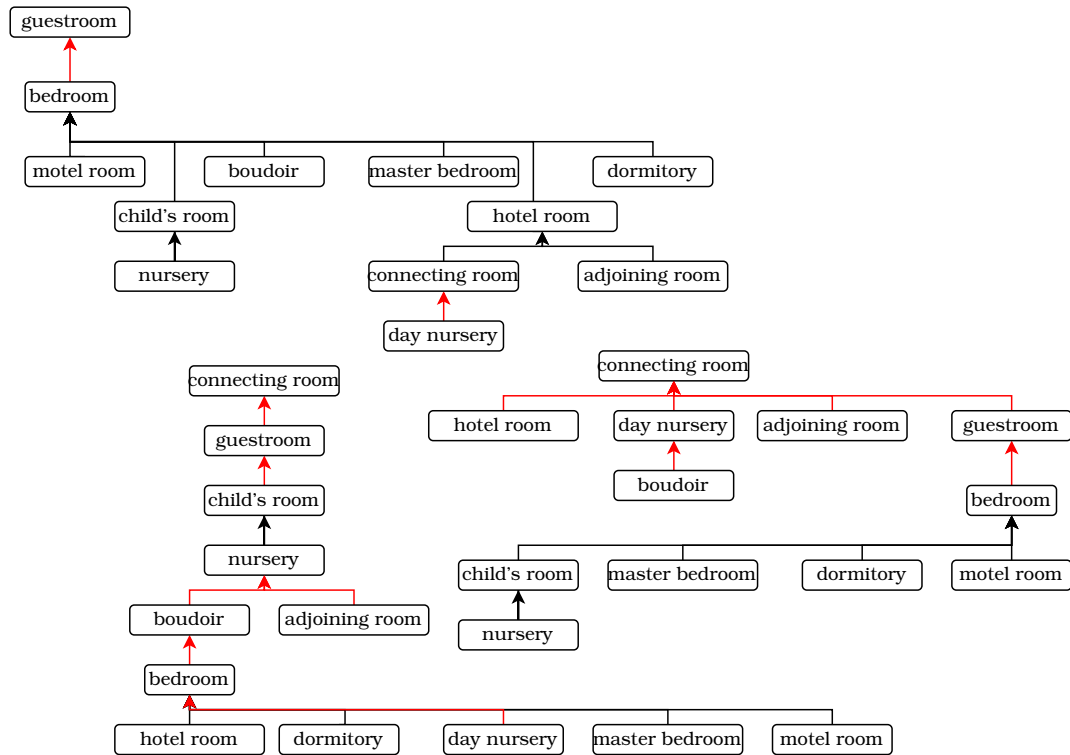 guestroom
bedroom
motel room
boudoir
master bedroom
dormitory
child's room
hotel room
nursery
connecting room
adjoining room
day nursery
connecting room
guestroom
child's room
nursery
boudoir
adjoining room
bedroom
hotel room
dormitory
day nursery
master bedroom
motel room
connecting room
hotel room
day nursery
adjoining room
guestroom
boudoir
bedroom
child's room
master bedroom
dormitory
motel room
nursery